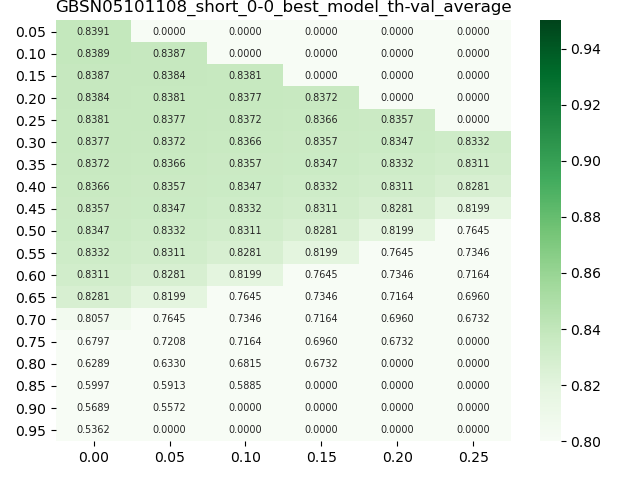 GBSN05101108_short_0-0_best_model_th-val_average
0.05 0.8391 0.0000 0.0000 0.0000 0.0000 0.0000
0.10 0.8389 0.8387 0.0000 0.0000 0.0000 0.0000
0.15 0.8387 0.8384 0.8381 0.0000 0.0000 0.0000
0.20 0.8384 0.8381 0.8377 0.8372 0.0000 0.0000
0.25 0.8381 0.8377 0.8372 0.8366 0.8357 0.0000
0.30 0.8377 0.8372 0.8366 0.8357 0.8347 0.8332
0.35 0.8372 0.8366 0.8357 0.8347 0.8332 0.8311
0.40 0.8366 0.8357 0.8347 0.8332 0.8311 0.8281
0.45 0.8357 0.8347 0.8332 0.8311 0.8281 0.8199
0.50 0.8347 0.8332 0.8311 0.8281 0.8199 0.7645
0.55 0.8332 0.8311 0.8281 0.8199 0.7645 0.7346
0.60 0.8311 0.8281 0.8199 0.7645 0.7346 0.7164
0.65 0.8281 0.8199 0.7645 0.7346 0.7164 0.6960
0.70 0.8057 0.7645 0.7346 0.7164 0.6960 0.6732
0.75 0.6797 0.7208 0.7164 0.6960 0.6732 0.0000
0.80 0.6289 0.6330 0.6815 0.6732 0.0000 0.0000
0.85 0.5997 0.5913 0.5885 0.0000 0.0000 0.0000
0.90 0.5689 0.5572 0.0000 0.0000 0.0000 0.0000
0.95 0.5362 0.0000 0.0000 0.0000 0.0000 0.0000
0.00 0.05 0.10 0.15 0.20 0.25
0.94
0.92
0.90
0.88
0.86
0.84
0.82
0.80